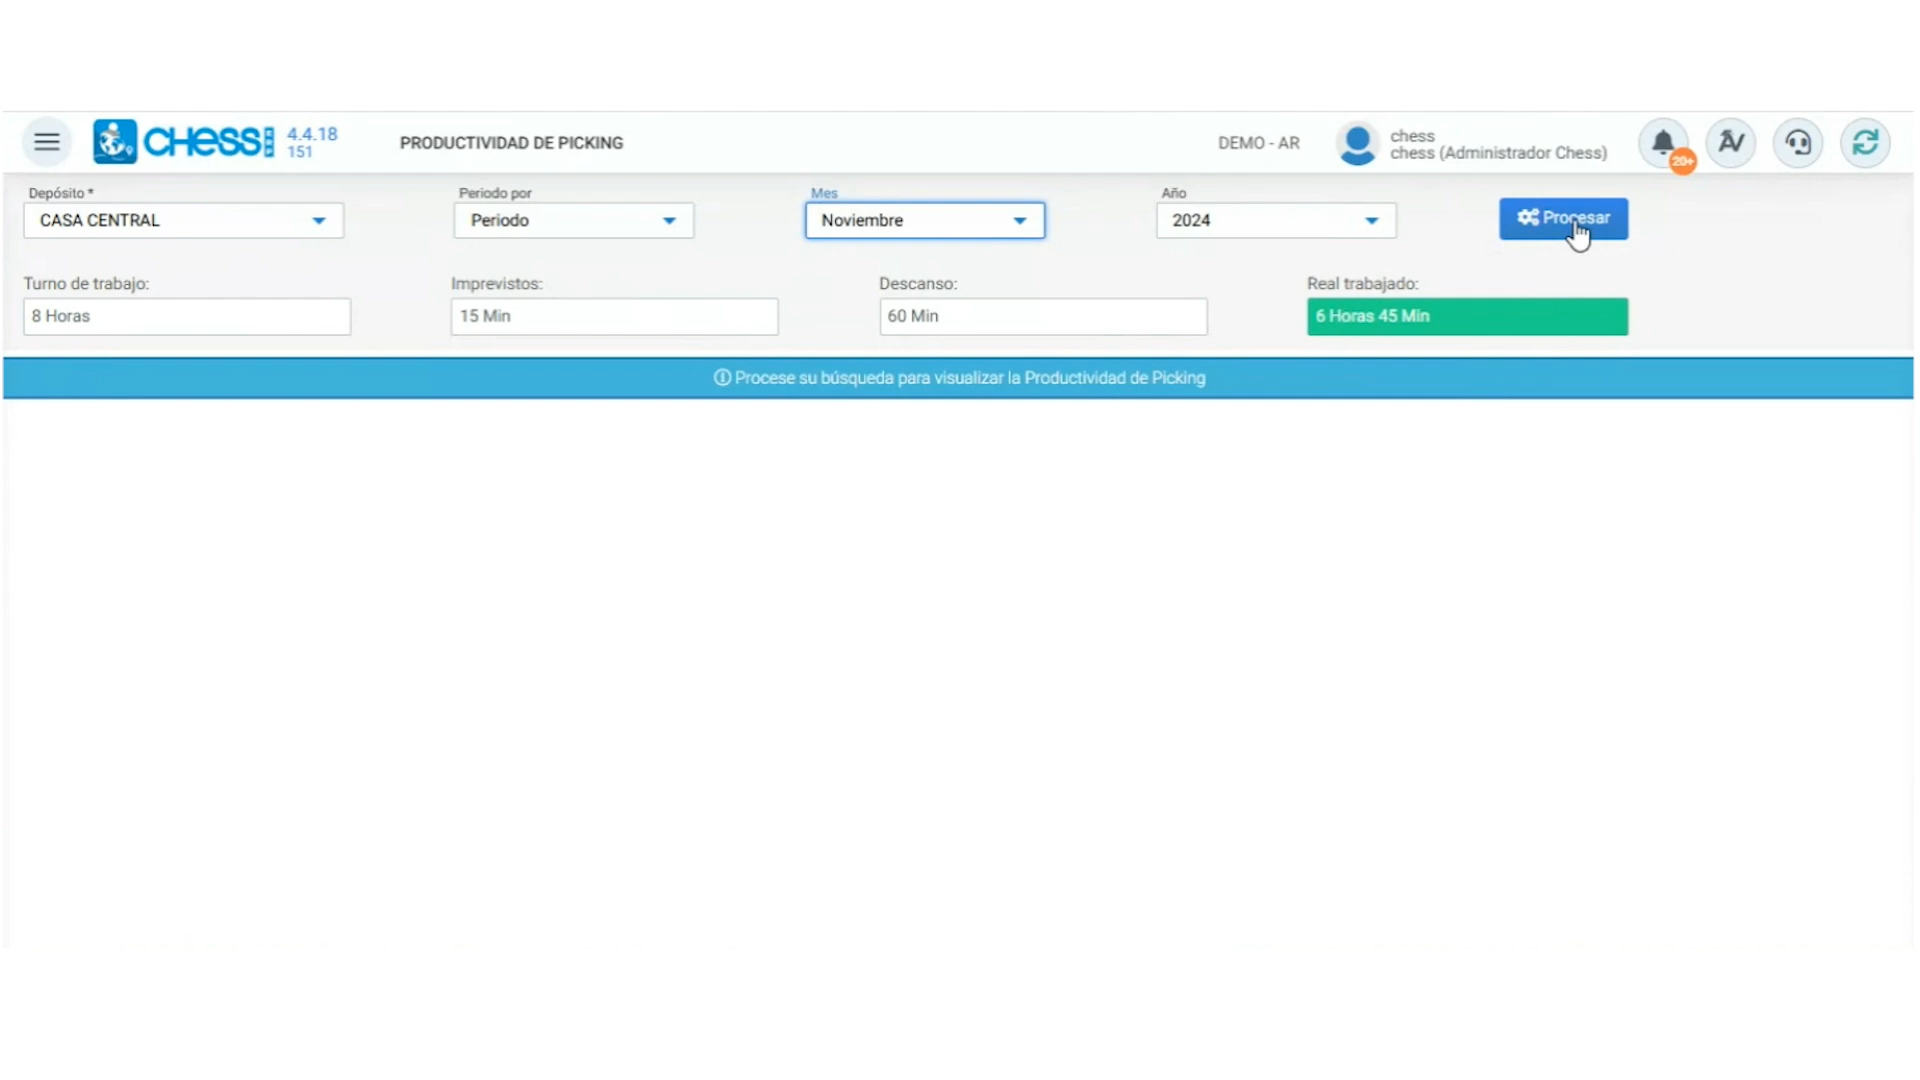 CHESS ERP 4.4.18
151
PRODUCTIVIDAD DE PICKING
DEMO - AR
chess
chess (Administrador Chess)
20+
Depósito *
CASA CENTRAL
Periodo por
Periodo
Mes
Noviembre
Año
2024
Procesar
Turno de trabajo:
8 Horas
Imprevistos:
15 Min
Descanso:
60 Min
Real trabajado:
6 Horas 45 Min
Procese su búsqueda para visualizar la Productividad de Picking